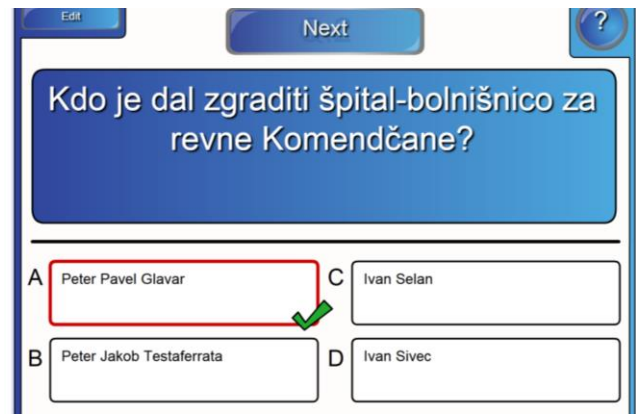 Edit
Next
?
Kdo je dal zgraditi špital-bolnišnico za
revne Komendčane?
A
Peter Pavel Glavar
C
Ivan Selan
B
Peter Jakob Testaferrata
D
Ivan Sivec